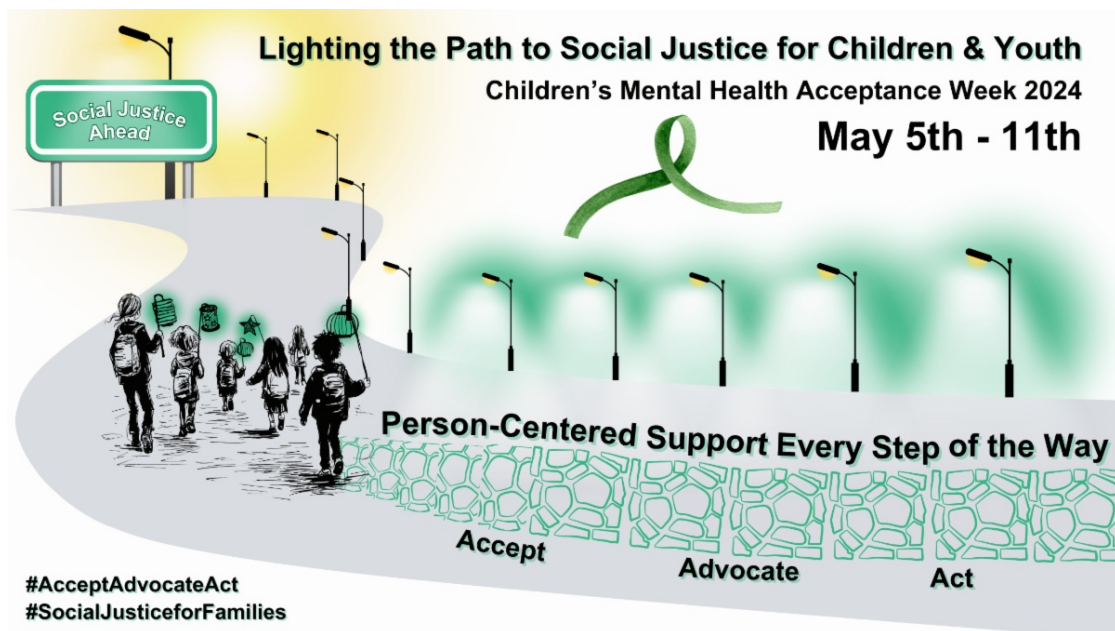 Lighting the Path to Social Justice for Children & Youth
Children's Mental Health Acceptance Week 2024
May 5th - 11th
Social Justice
Ahead
Person-Centered Support Every Step of the Way
Accept
Advocate
Act
#AcceptAdvocateAct
#SocialJusticeforFamilies